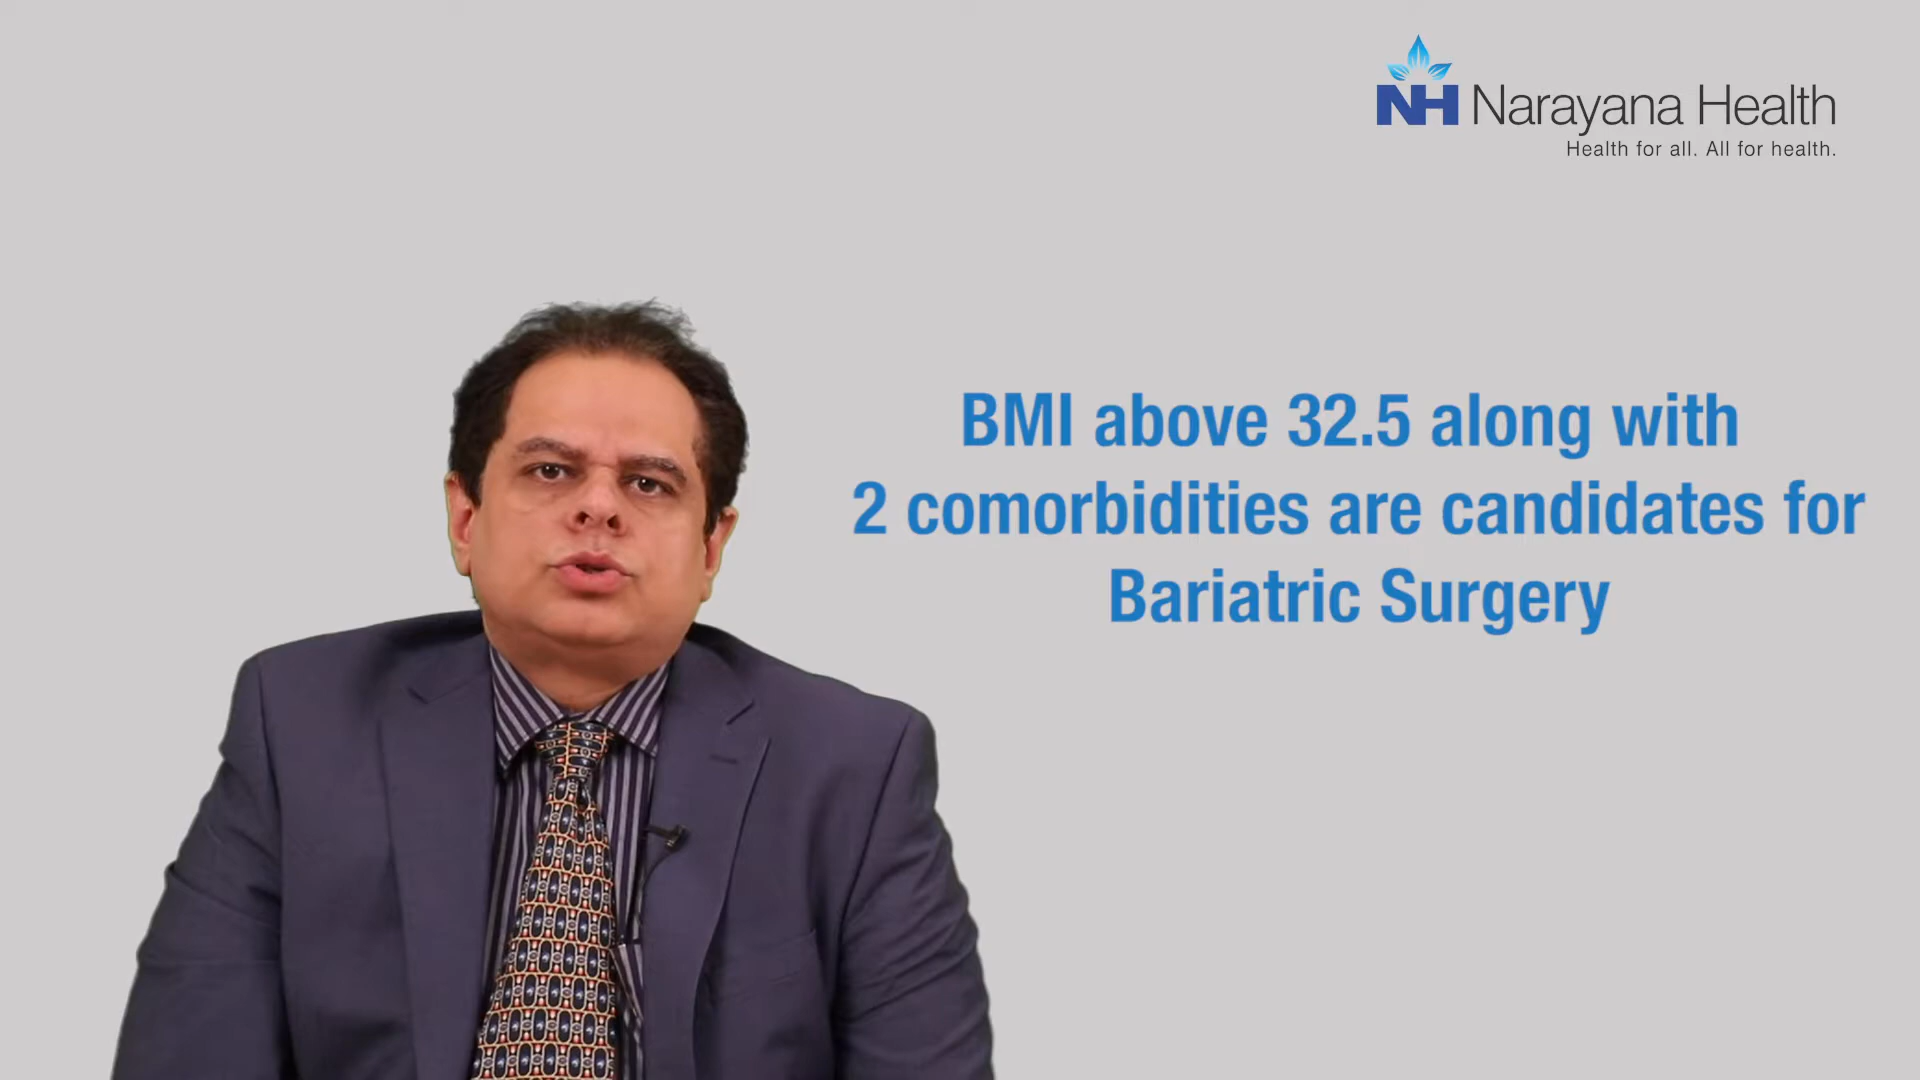 NH Narayana Health
Health for all. All for health.
BMI above 32.5 along with
2 comorbidities are candidates for
Bariatric Surgery